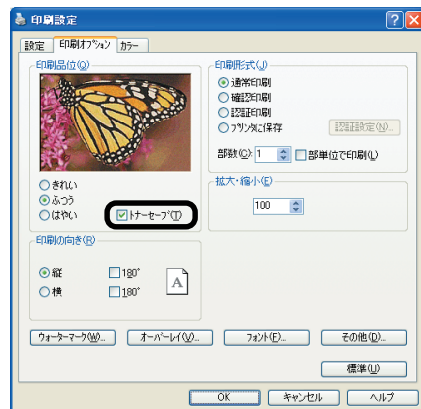 印刷設定
設定 印刷オプション カラー
印刷品位(Q)
きれい
ふつう
はやい
トナーセーブ(T)
印刷形式(J)
通常印刷
確認印刷
認証印刷
プリンタに保存
認証設定(N)...
部数(C): 1 部単位で印刷(L)
拡大・縮小(E)
100
印刷の向き(R)
縦 180°
横 180°
A
ウォーターマーク(W)... オーバーレイ(V)... フォント(F)... その他(D)...
標準(U)
OK キャンセル ヘルプ